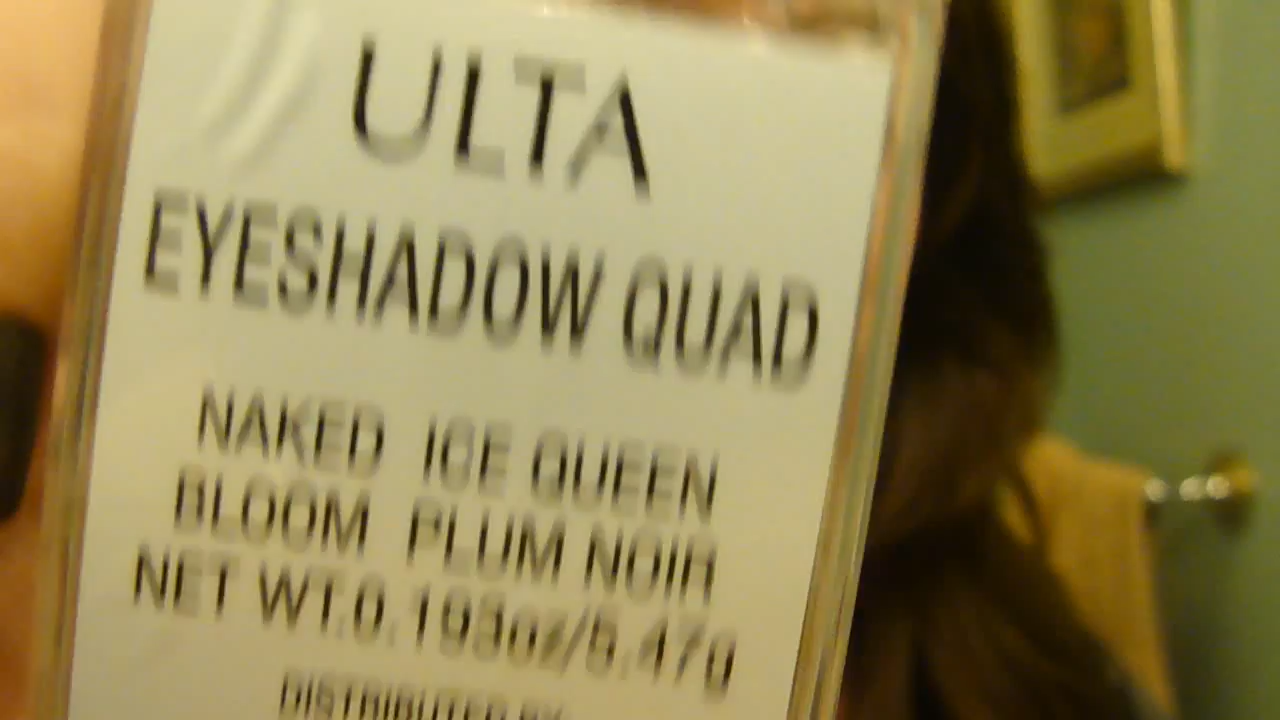 ULTA
EYESHADOW QUAD
NAKED ICE QUEEN
BLOOM PLUM NOIR
NET WT.0.193oz/5.47g
DISTRIBUTED BY